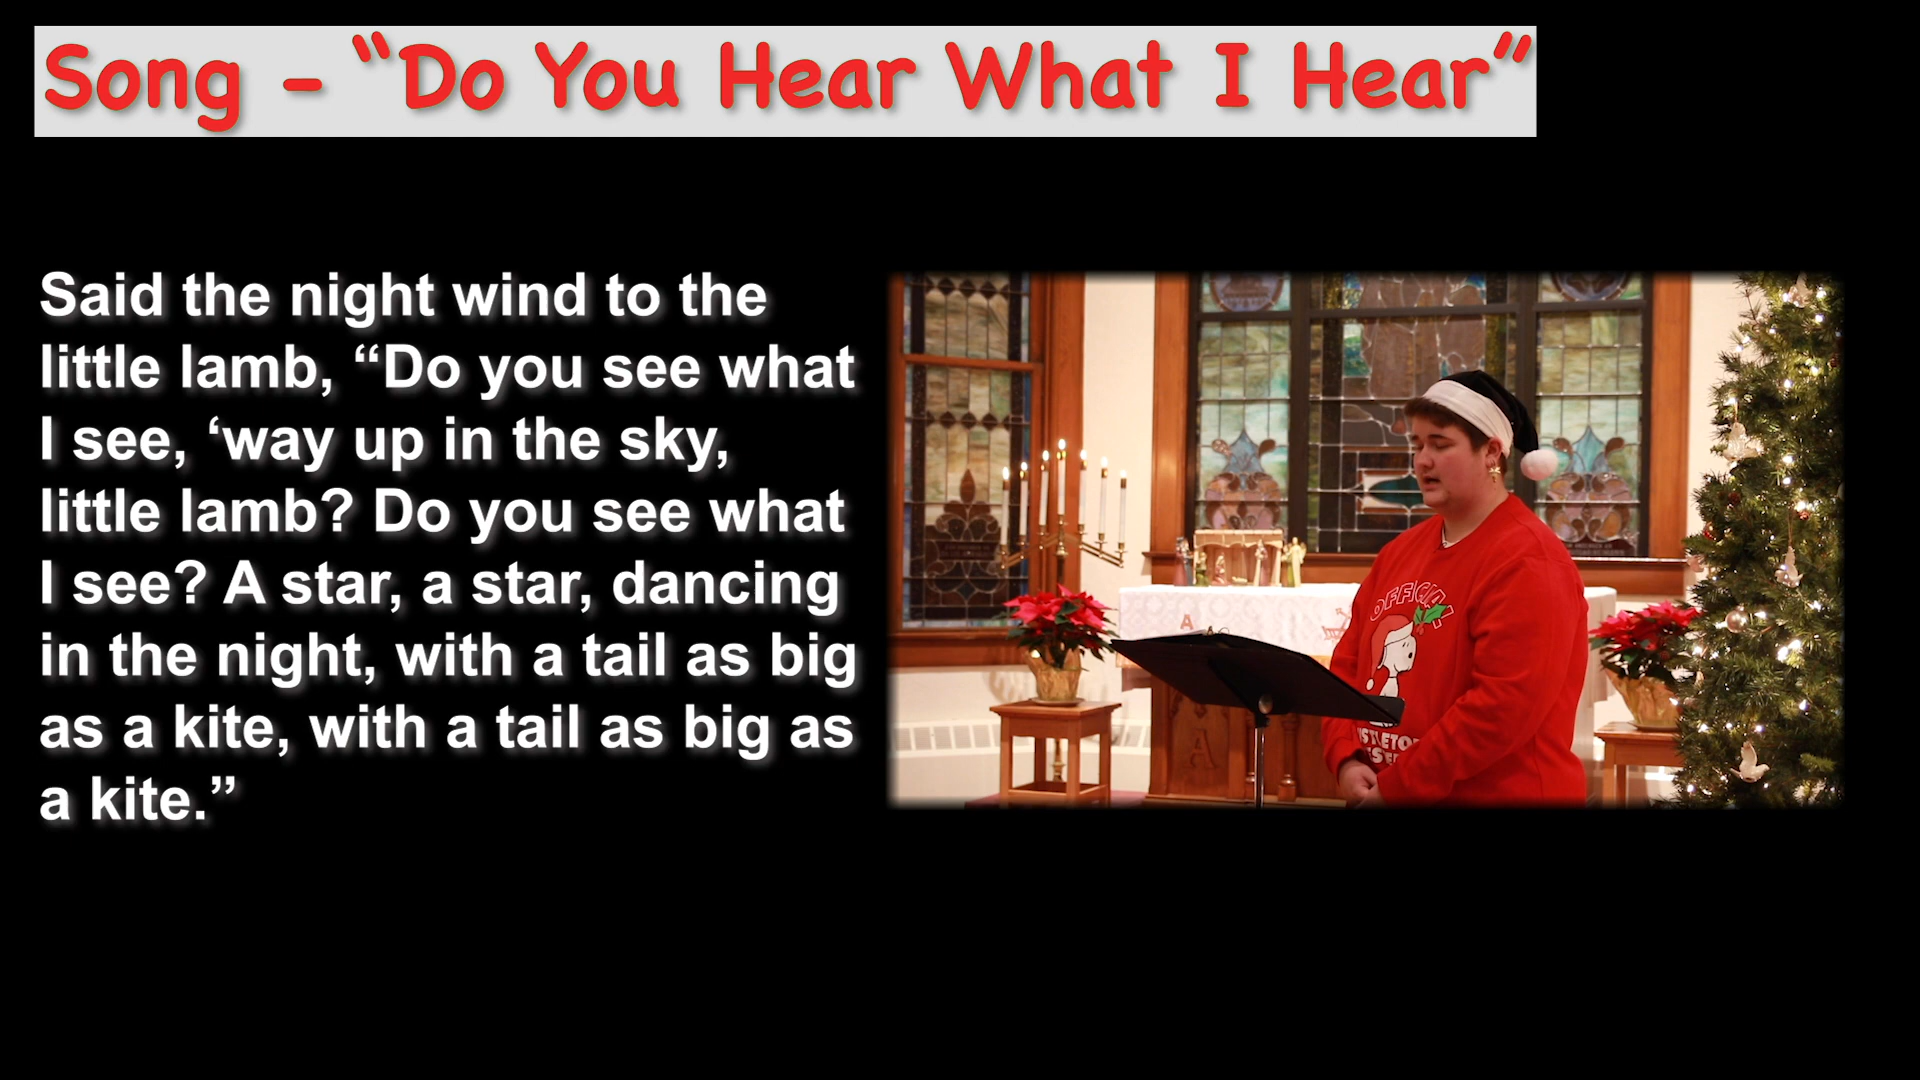 Song - “Do You Hear What I Hear”
Said the night wind to the
little lamb, “Do you see what
I see, ‘way up in the sky,
little lamb? Do you see what
I see? A star, a star, dancing
in the night, with a tail as big
as a kite, with a tail as big as
a kite.”
OFFICIAL
A
A